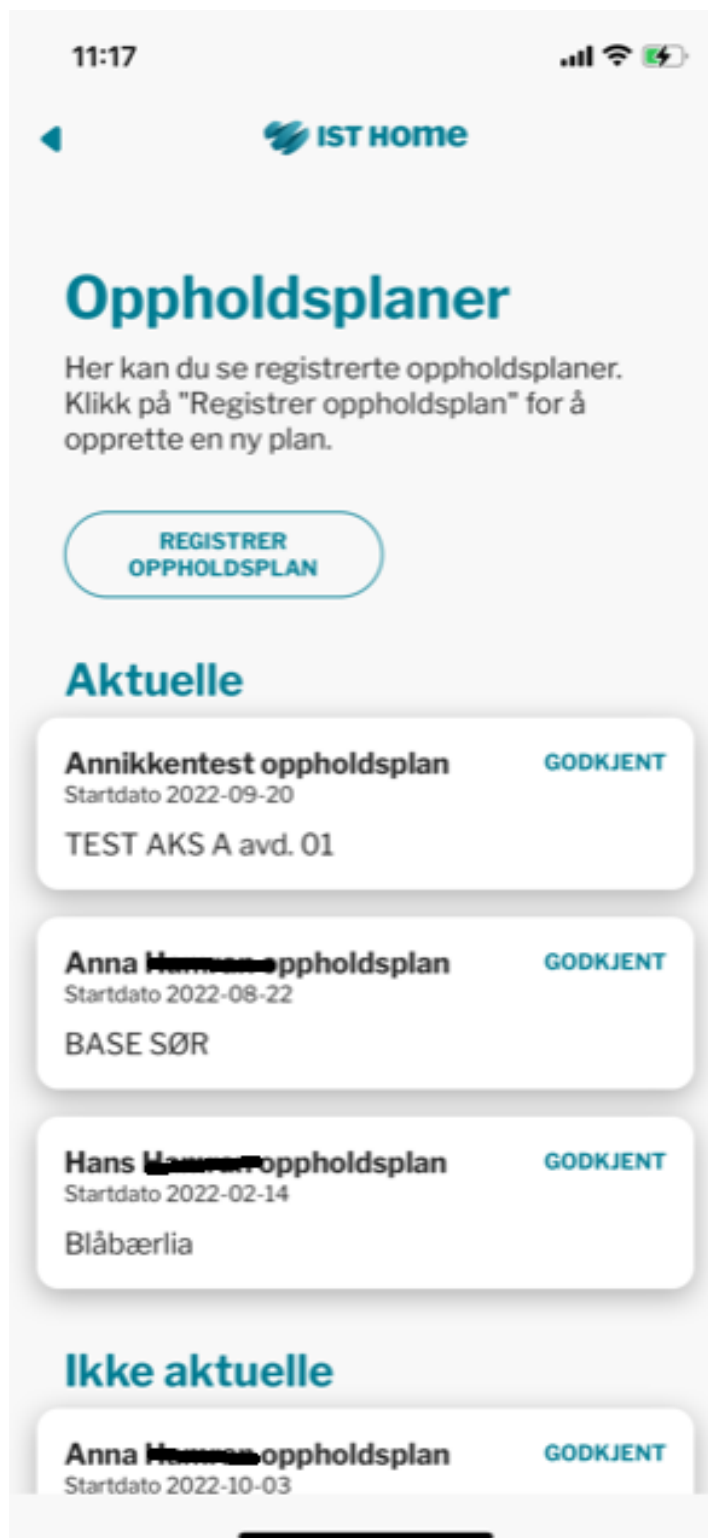 11:17
IST Home
Oppholdsplaner
Her kan du se registrerte oppholdsplaner.
Klikk på "Registrer oppholdsplan" for å
opprette en ny plan.
REGISTRER
OPPHOLDSPLAN
Aktuelle
Annikkentest oppholdsplan GODKJENT
Startdato 2022-09-20
TEST AKS A avd. 01
Anna oppholdsplan GODKJENT
Startdato 2022-08-22
BASE SØR
Hans oppholdsplan GODKJENT
Startdato 2022-02-14
Blåbærlia
Ikke aktuelle
Anna oppholdsplan GODKJENT
Startdato 2022-10-03